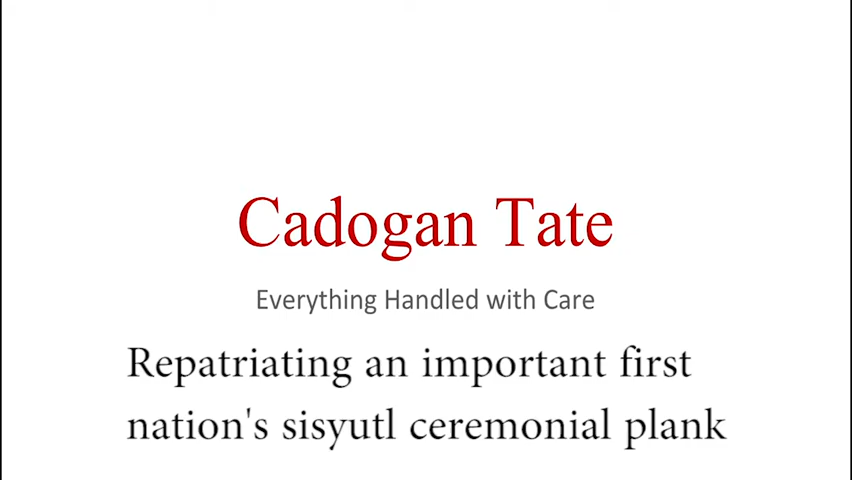 Cadogan Tate
Everything Handled with Care
Repatriating an important first
nation's sisyutl ceremonial plank